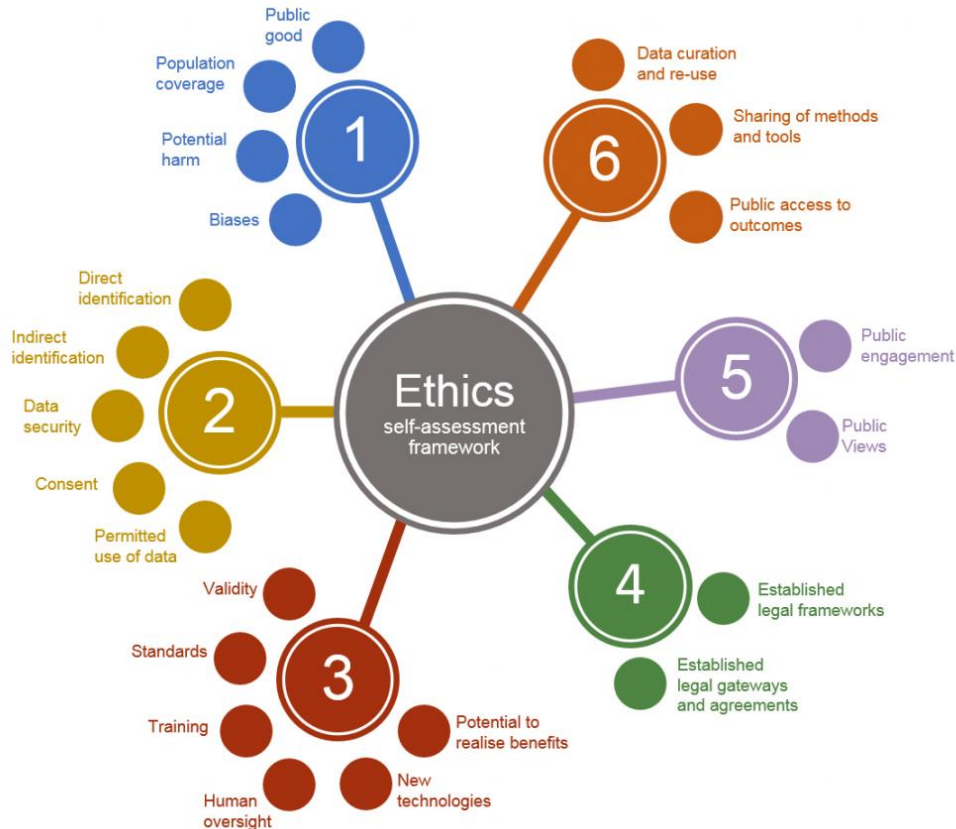 Ethics
self-assessment
framework
1
Public
good
Population
coverage
Potential
harm
Biases
2
Direct
identification
Indirect
identification
Data
security
Consent
Permitted
use of data
3
Validity
Standards
Training
Human
oversight
New
technologies
Potential to
realise benefits
4
Established
legal frameworks
Established
legal gateways
and agreements
5
Public
engagement
Public
Views
6
Data curation
and re-use
Sharing of methods
and tools
Public access to
outcomes